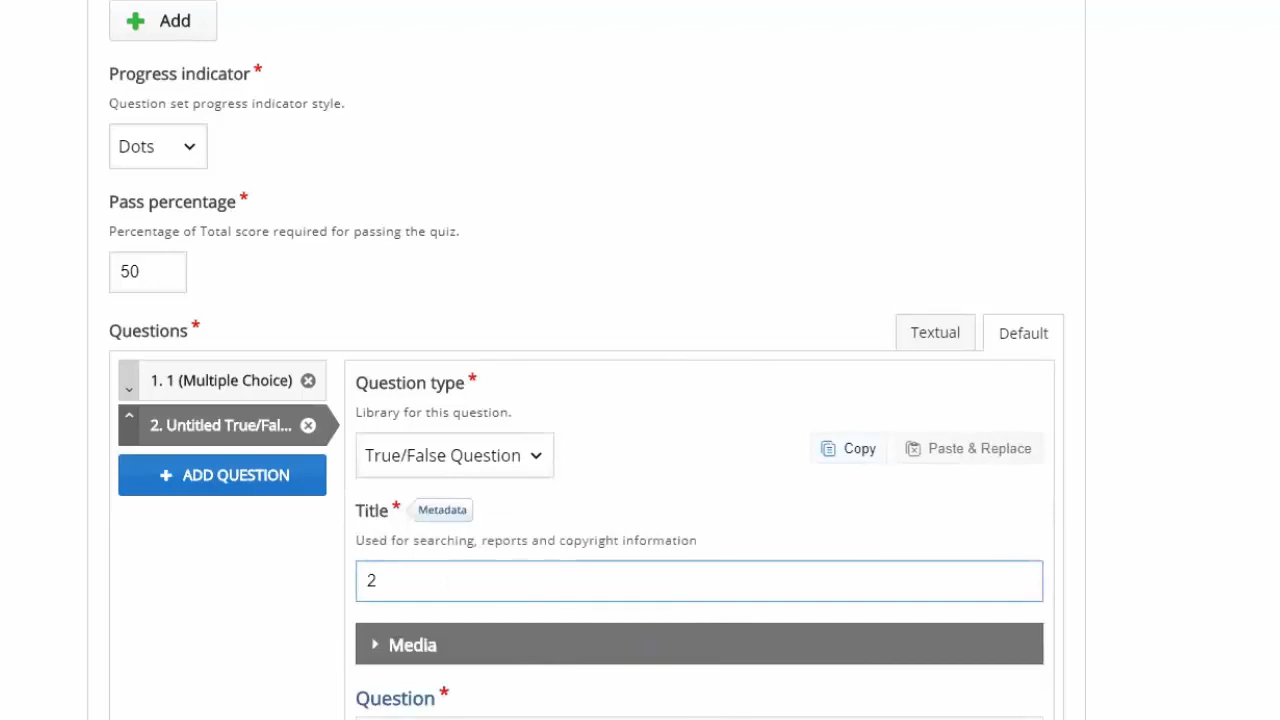 Add
Progress indicator *
Question set progress indicator style.
Dots
Pass percentage *
Percentage of Total score required for passing the quiz.
50
Questions *
Textual
Default
1. 1 (Multiple Choice)
2. Untitled True/Fal...
+ ADD QUESTION
Question type *
Library for this question.
True/False Question
Copy
Paste & Replace
Title * Metadata
Used for searching, reports and copyright information
2
Media
Question *